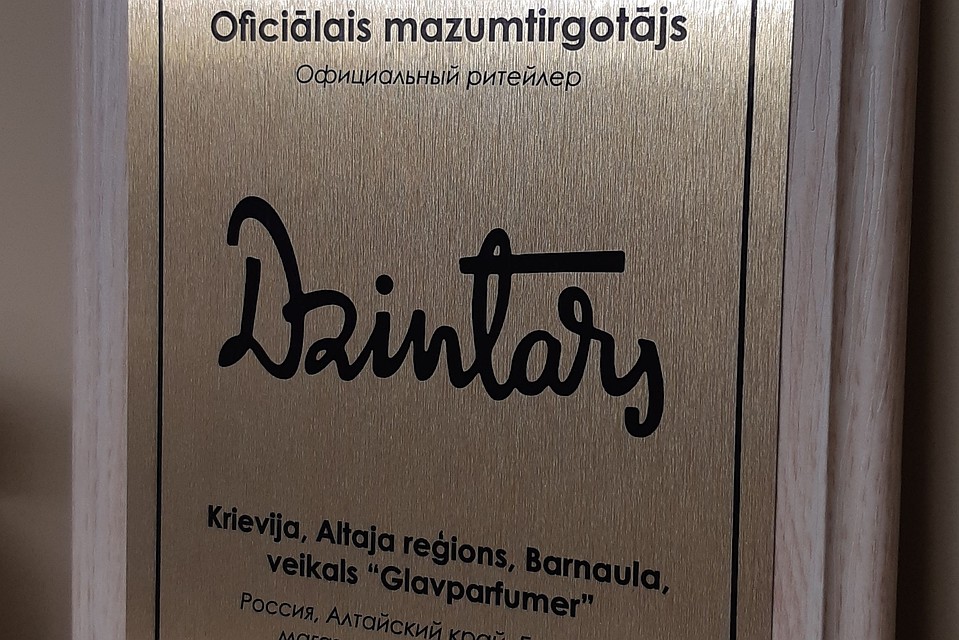 Oficiālais mazumtirgotājs
Официальный ритейлер
Dzintars
Krievija, Altaja reģions, Barnaula,
veikals “Glavparfumer”
Россия, Алтайский край,